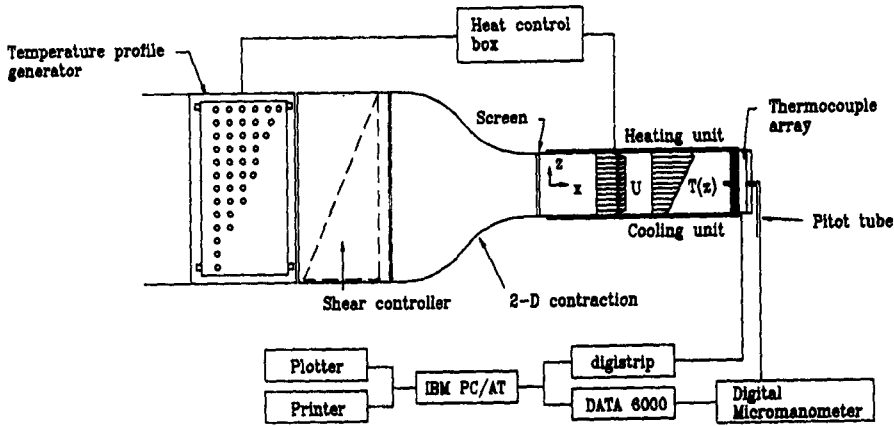 Heat control
box
Temperature profile
generator
Screen
Heating unit
Thermocouple
array
z
x
U
T(z)
Cooling unit
Pitot tube
Shear controller
2-D contraction
Plotter
Printer
IBM PC/AT
digistrip
DATA 6000
Digital
Micromanometer